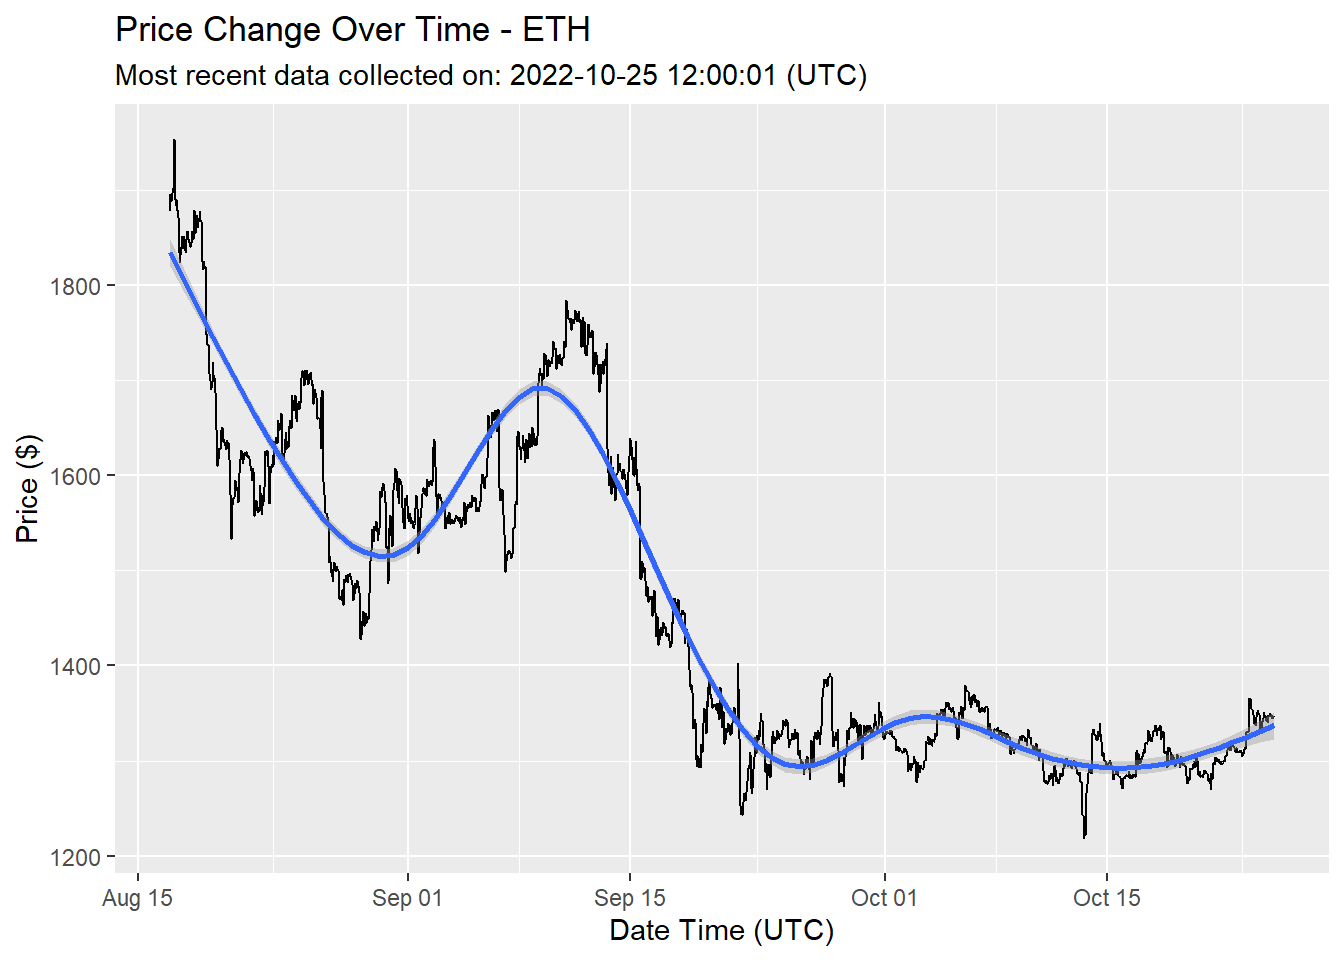 Price Change Over Time - ETH
Most recent data collected on: 2022-10-25 12:00:01 (UTC)
Price ($)
1800
1600
1400
1200
Aug 15 Sep 01 Sep 15 Oct 01 Oct 15
Date Time (UTC)